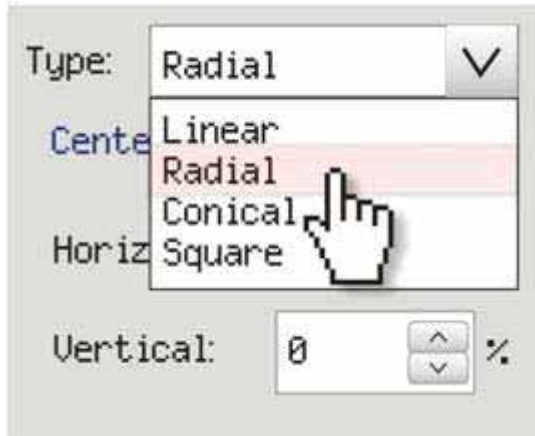 Type: Radial
Linear
Cente
Radial
Conical
Horiz Square
Vertical: 0 %